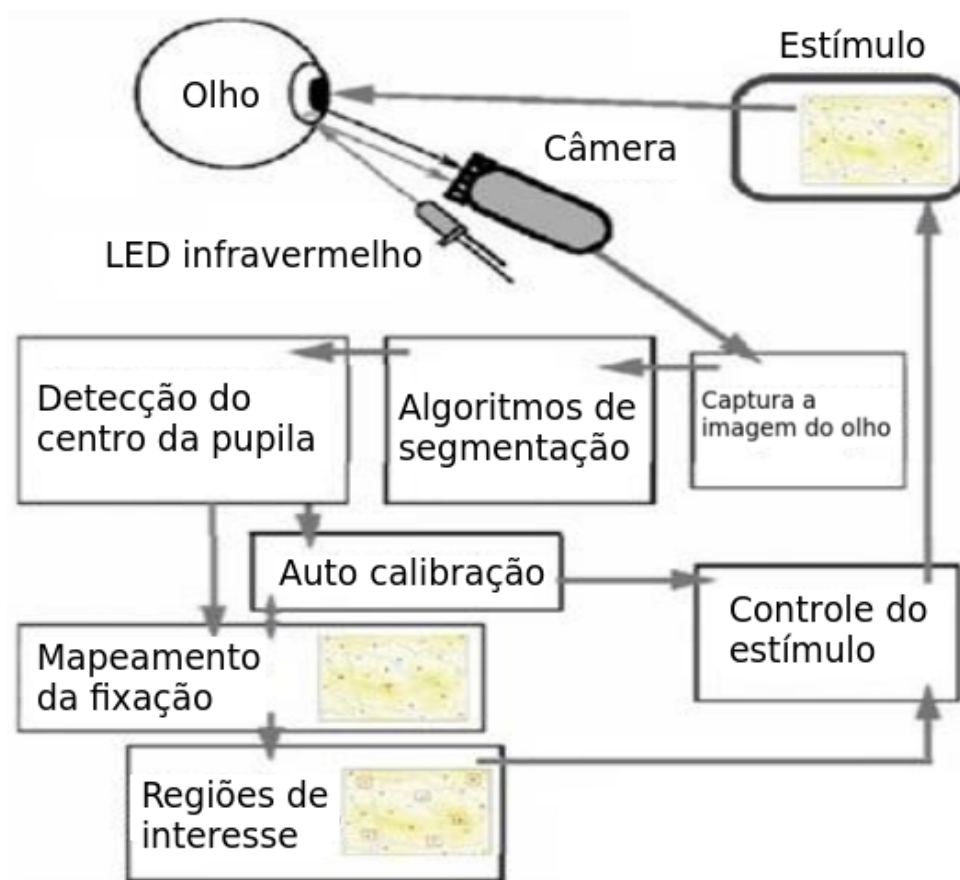 Estímulo
Olho
Câmera
LED infravermelho
Detecção do
centro da pupila
Algoritmos de
segmentação
Captura a
imagem do olho
Auto calibração
Controle do
estímulo
Mapeamento
da fixação
Regiões de
interesse